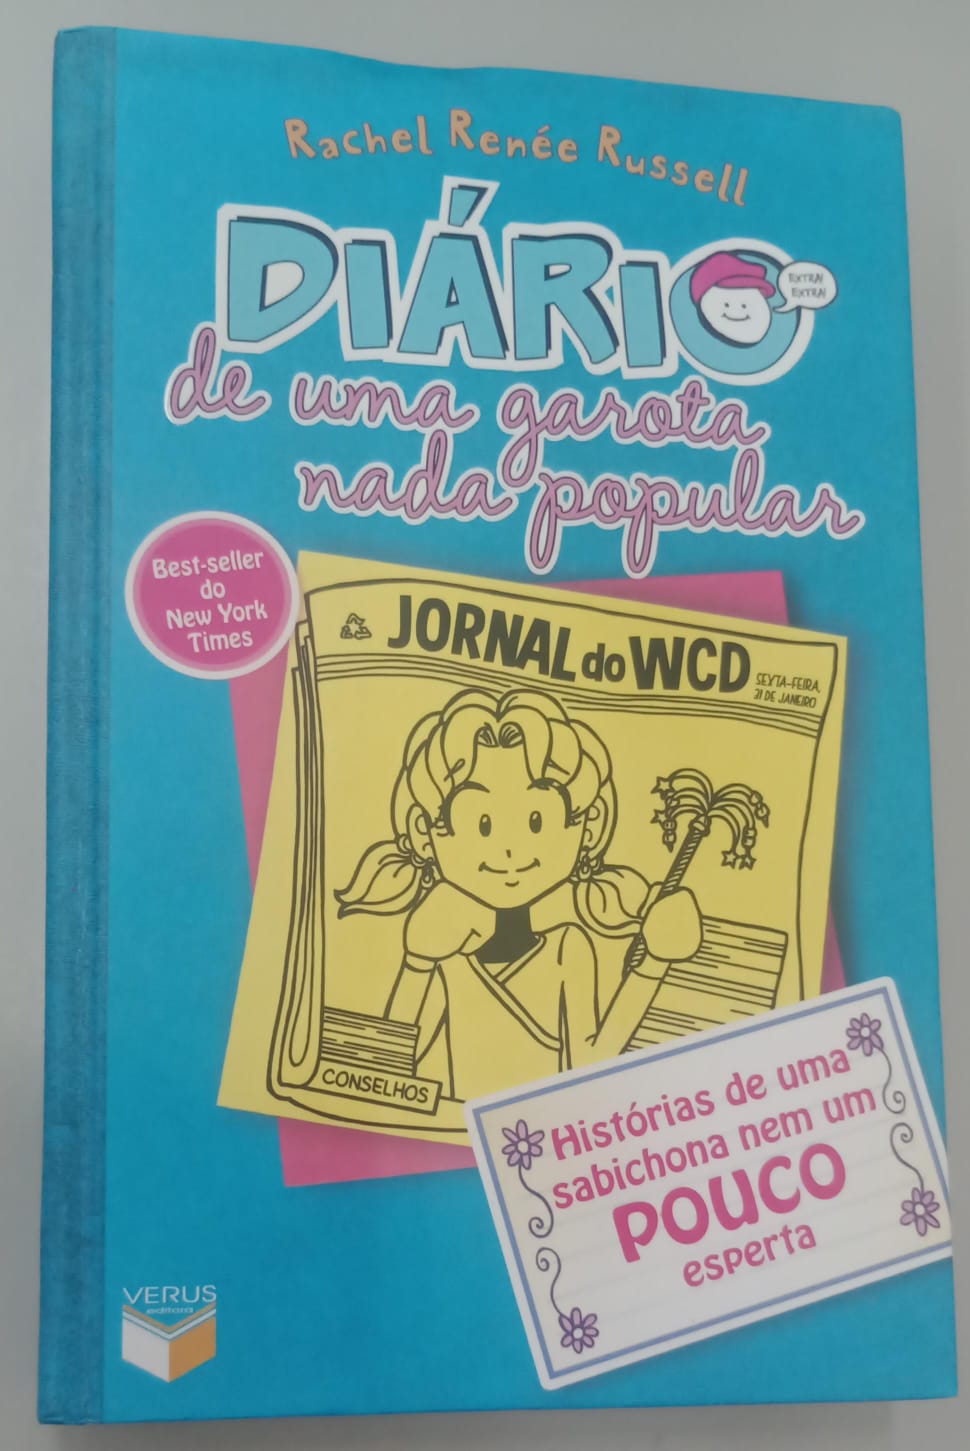 Rachel Renée Russell
DIÁRIO
EXTRA!
EXTRA!
de uma garota
nada popular
Best-seller
do
New York
Times
JORNAL do WCD
SEXTA-FEIRA,
31 DE JANEIRO
CONSELHOS
Histórias de uma
sabichona nem um
POUCO
esperta
VERUS
editora